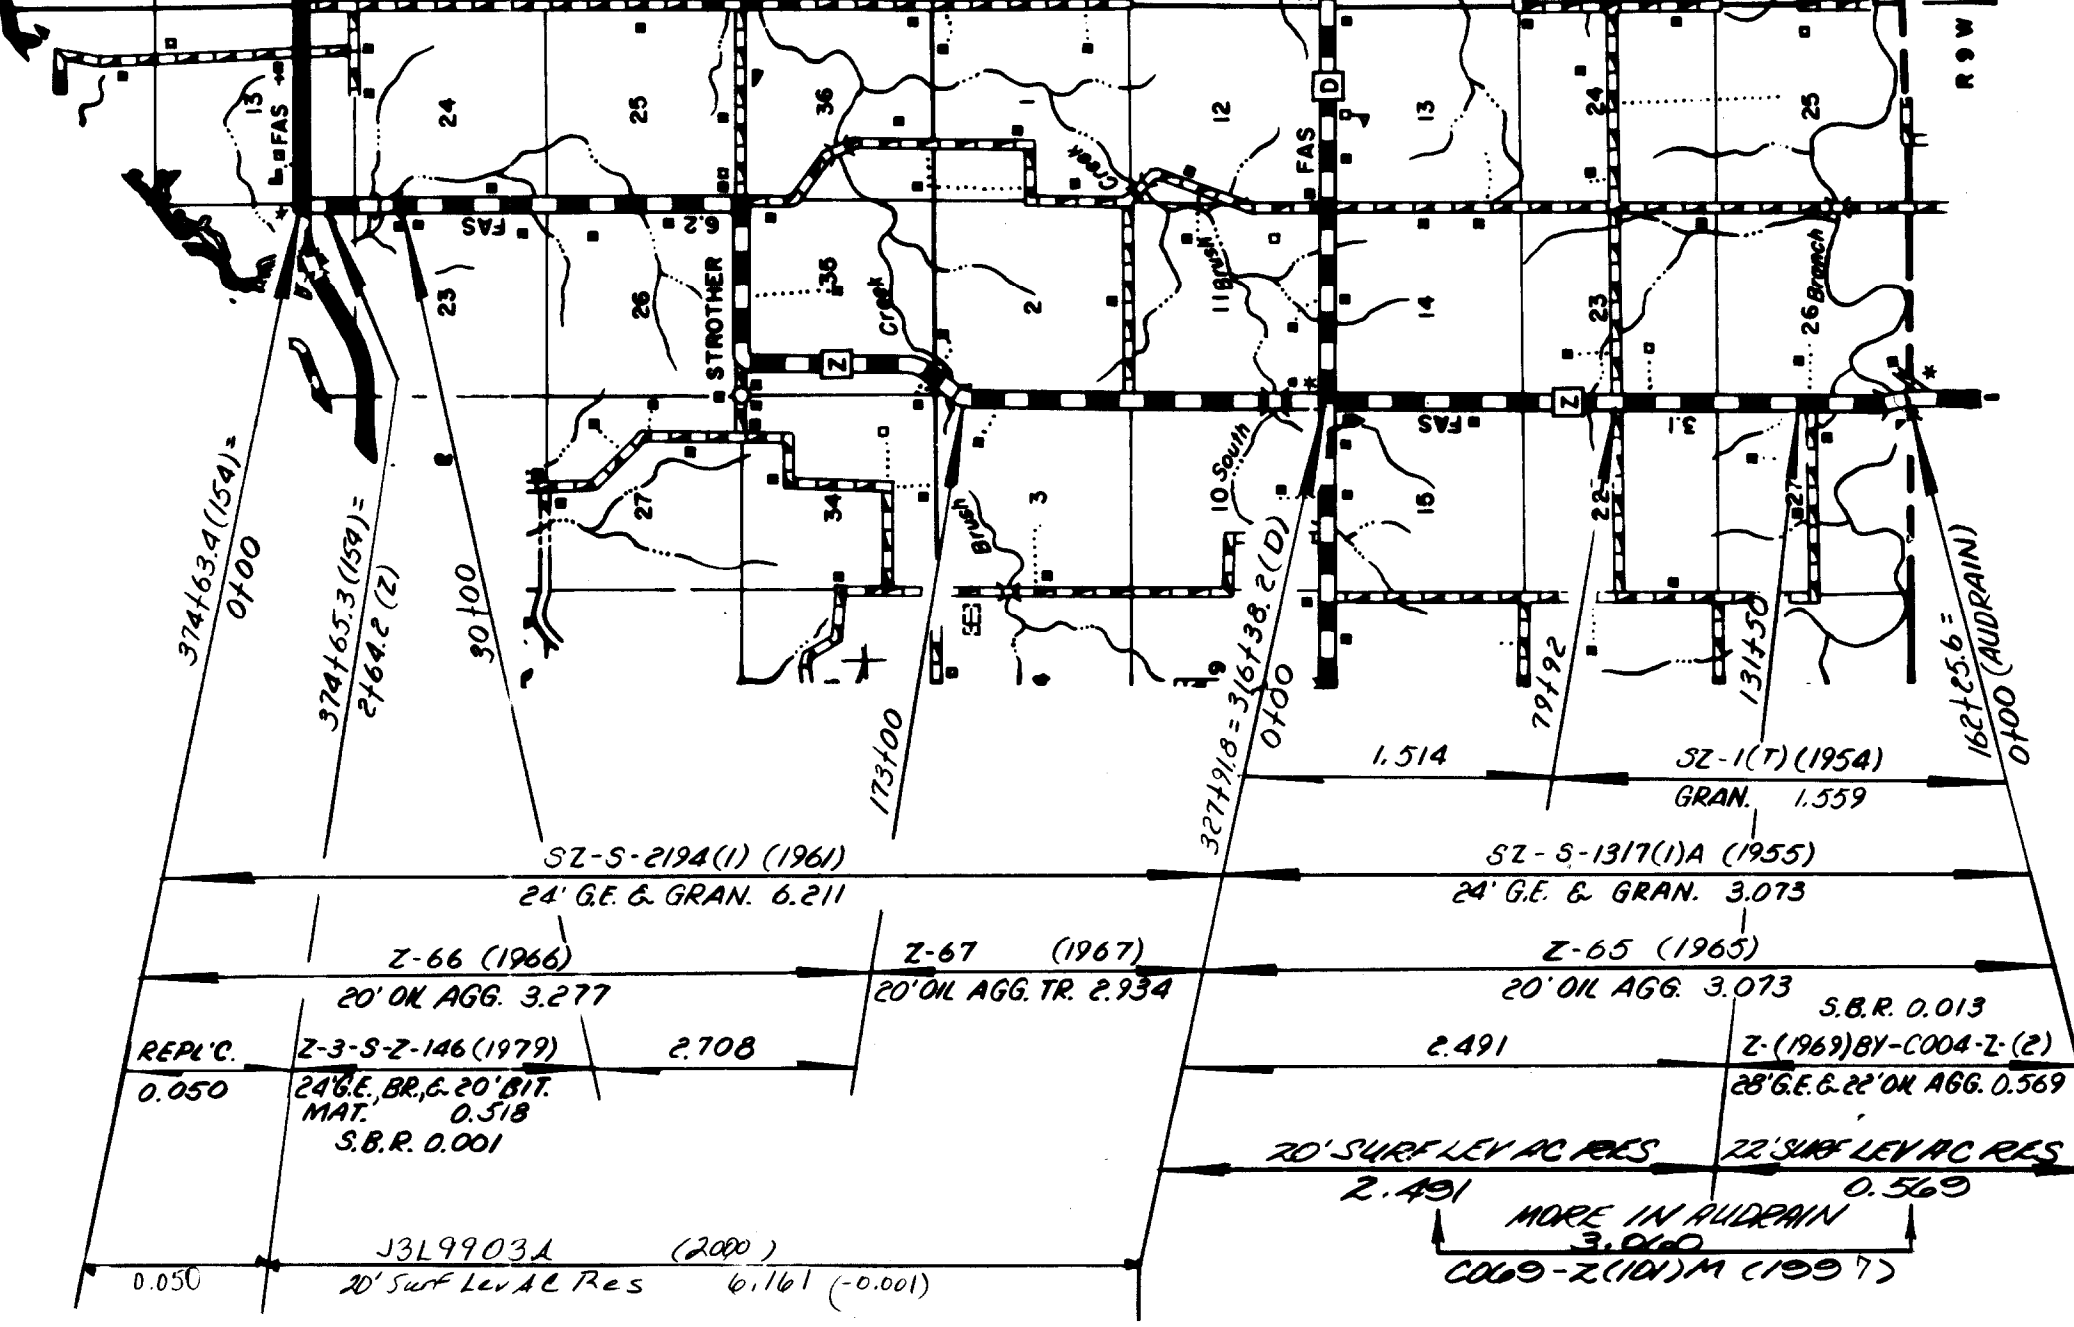 R 9 W
13
FAS
24
25
36
1
12
D
FAS
13
24
25
FAS
6.2
23
26
STROTHER
35
Creek
Creek
2
11
Brush
14
23
26
Branch
Z
Z
FAS
3.1
*
*
*
27
34
Brush
3
10
South
15
22
27
4
9
374+63.4 (154) =
0+00
374+65.3 (154) =
2+64.2 (Z)
30+00
173+00
327+91.8 = 316+38.2 (D)
0+00
79+92
131+50
162+25.6 =
0+00 (AUDRAIN)
1.514
SZ-1(T) (1954)
GRAN. 1.559
SZ-S-2194(1) (1961)
24' G.E. & GRAN. 6.211
SZ-S-1317(1)A (1955)
24' G.E. & GRAN. 3.073
Z-66 (1966)
20' OIL AGG. 3.277
Z-67 (1967)
20' OIL AGG. TR. 2.934
Z-65 (1965)
20' OIL AGG. 3.073
S.B.R. 0.013
REPL'C.
0.050
Z-3-S-Z-146 (1979)
24' G.E., BR., & 20' BIT.
MAT. 0.518
S.B.R. 0.001
2.708
2.491
Z-(1969) BY-C004-Z-(2)
28' G.E. & 22' OIL AGG. 0.569
20' SURF LEV AC RES
2.491
22' SURF LEV AC RES
0.569
MORE IN AUDRAIN
3.060
C069-Z(101)M (1997)
0.050
J3L9903A (2000)
20' Surf Lev AC Res 6.161 (-0.001)